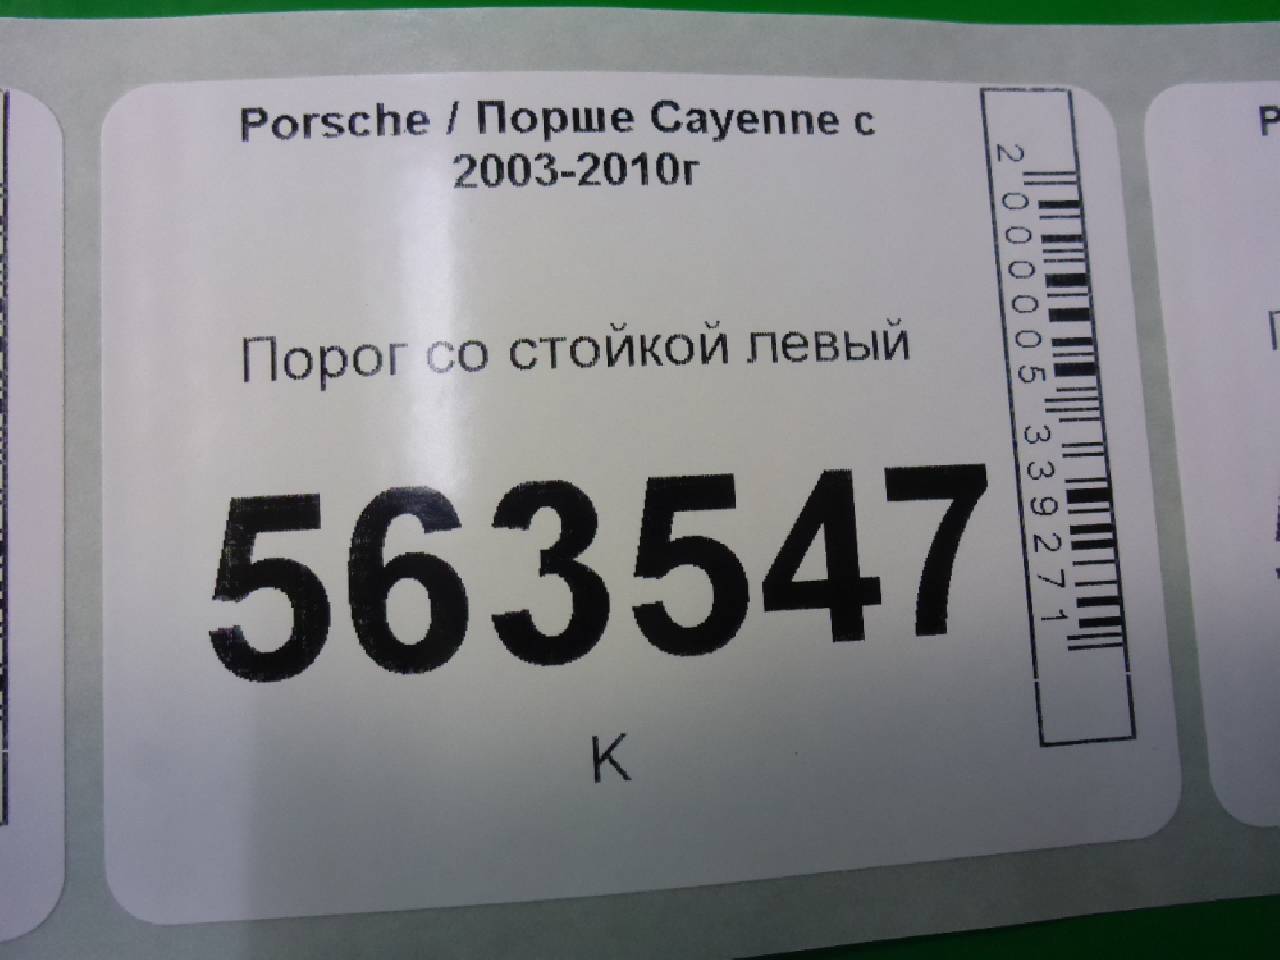 Porsche / Порше Cayenne с
2003-2010г
Порог со стойкой левый
563547
К
2000005339271